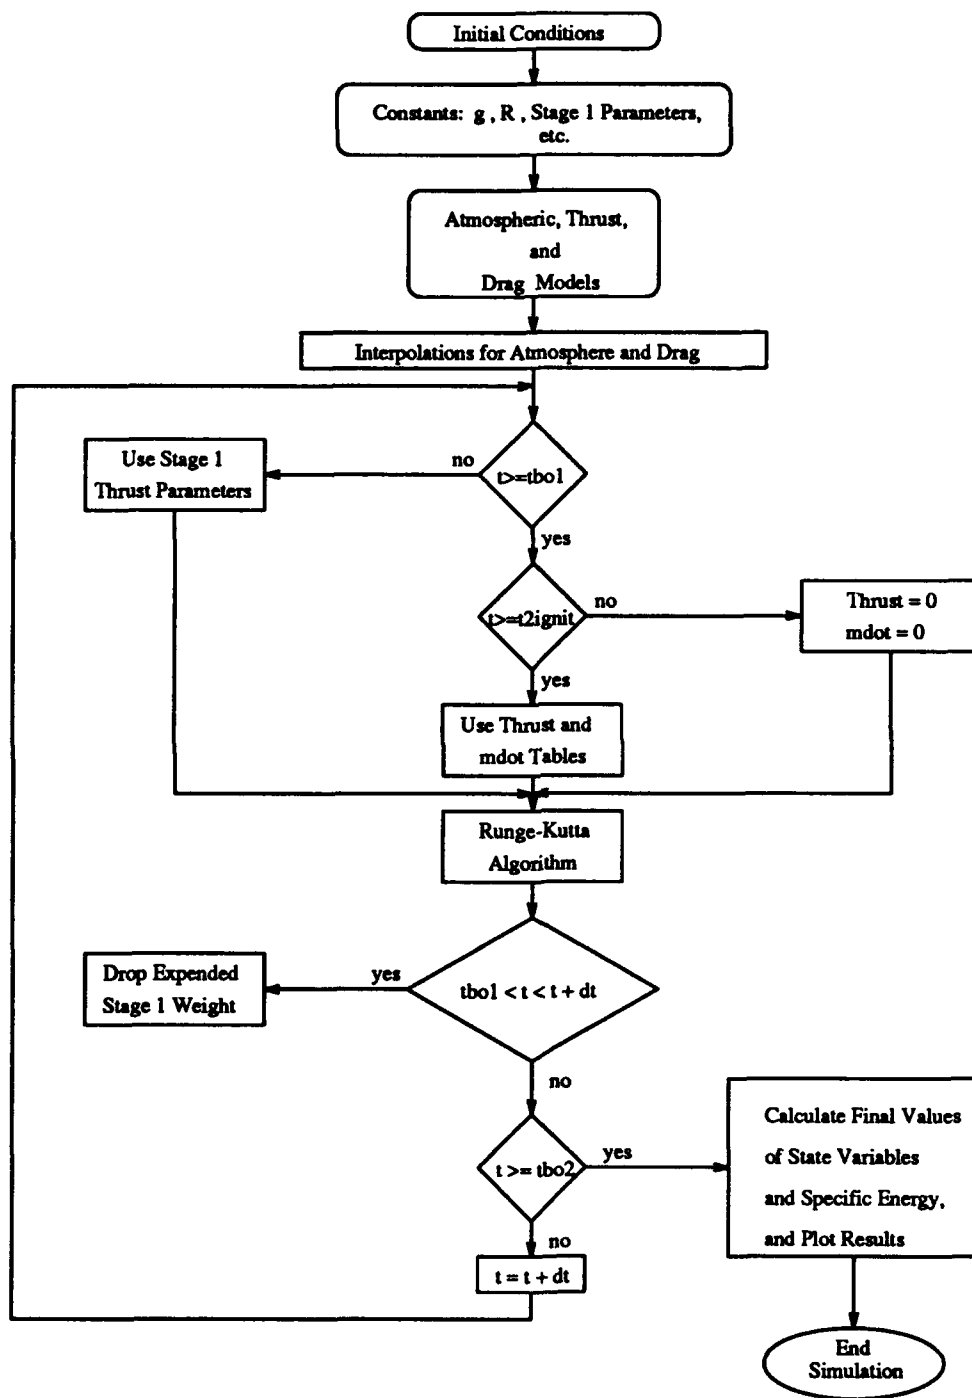 Initial Conditions
Constants: g , R , Stage 1 Parameters,
etc.
Atmospheric, Thrust,
and
Drag Models
Interpolations for Atmosphere and Drag
Use Stage 1
Thrust Parameters
no
t>=tbo1
yes
t>=t2ignit
no
Thrust = 0
mdot = 0
yes
Use Thrust and
mdot Tables
Runge-Kutta
Algorithm
Drop Expended
Stage 1 Weight
yes
tbo1 < t < t + dt
no
t >= tbo2
yes
Calculate Final Values
of State Variables
and Specific Energy,
and Plot Results
no
t = t + dt
End
Simulation